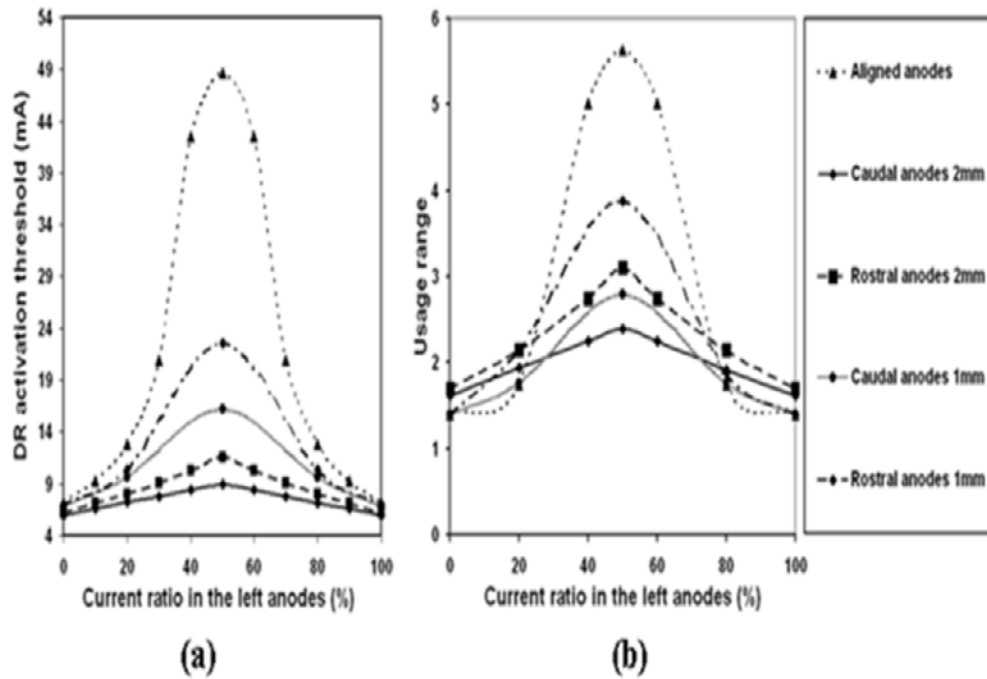 54
49
44
39
34
29
24
19
14
9
4
DR activation threshold (mA)
0 20 40 60 80 100
Current ratio in the left anodes (%)
(a)
6
5
4
3
2
1
0
Usage range
0 20 40 60 80 100
Current ratio in the left anodes (%)
(b)
Aligned anodes
Caudal anodes 2mm
Rostral anodes 2mm
Caudal anodes 1mm
Rostral anodes 1mm